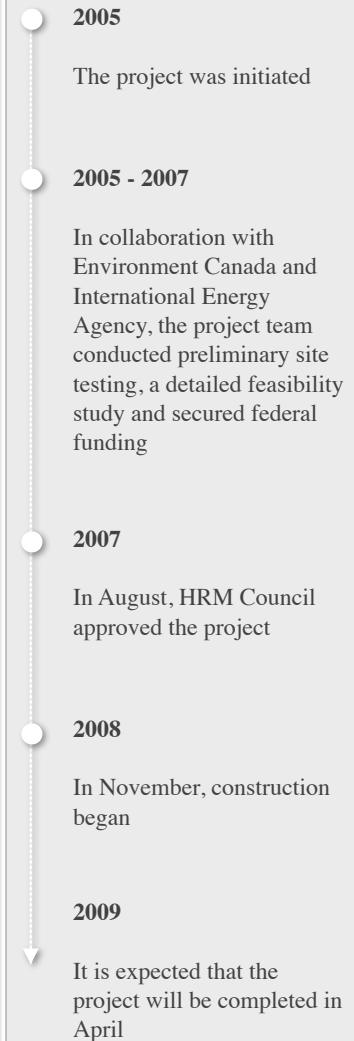 2005
The project was initiated
2005 - 2007
In collaboration with
Environment Canada and
International Energy
Agency, the project team
conducted preliminary site
testing, a detailed feasibility
study and secured federal
funding
2007
In August, HRM Council
approved the project
2008
In November, construction
began
2009
It is expected that the
project will be completed in
April